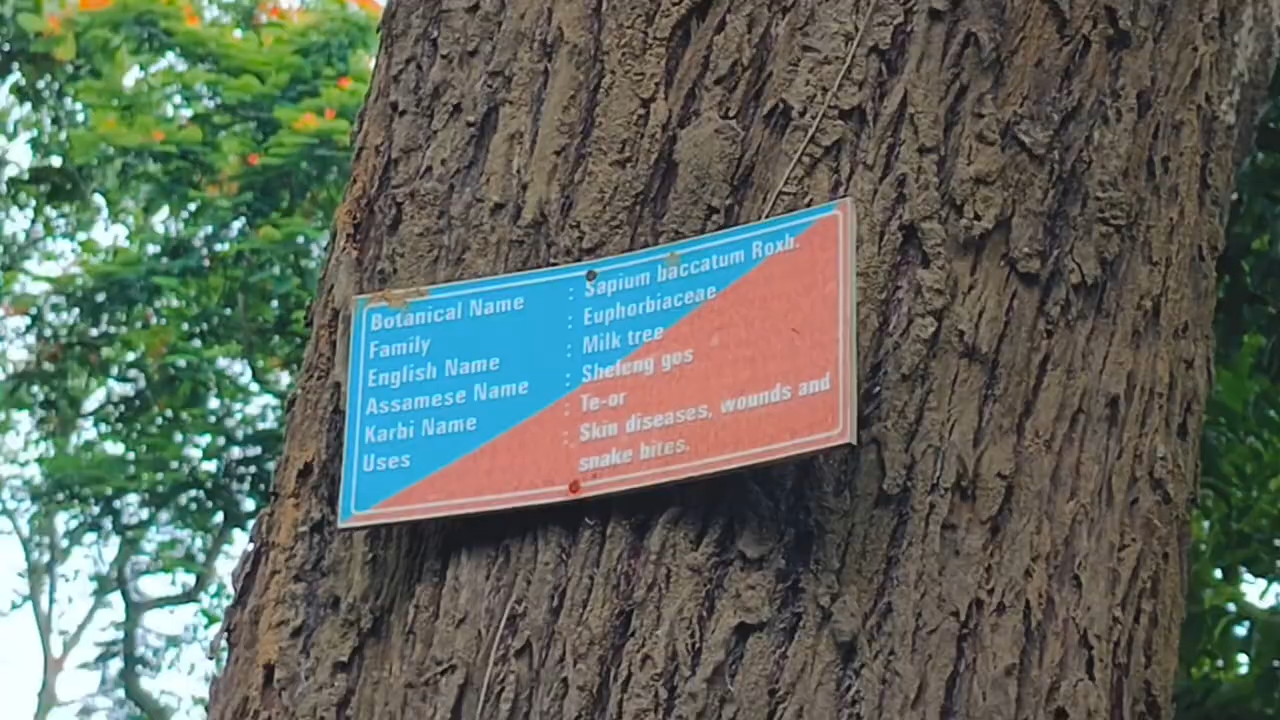 Botanical Name : Sapium baccatum Roxb.
Family : Euphorbiaceae
English Name : Milk tree
Assamese Name : Sheleng gos
Karbi Name : Te-or
Uses : Skin diseases, wounds and
snake bites.